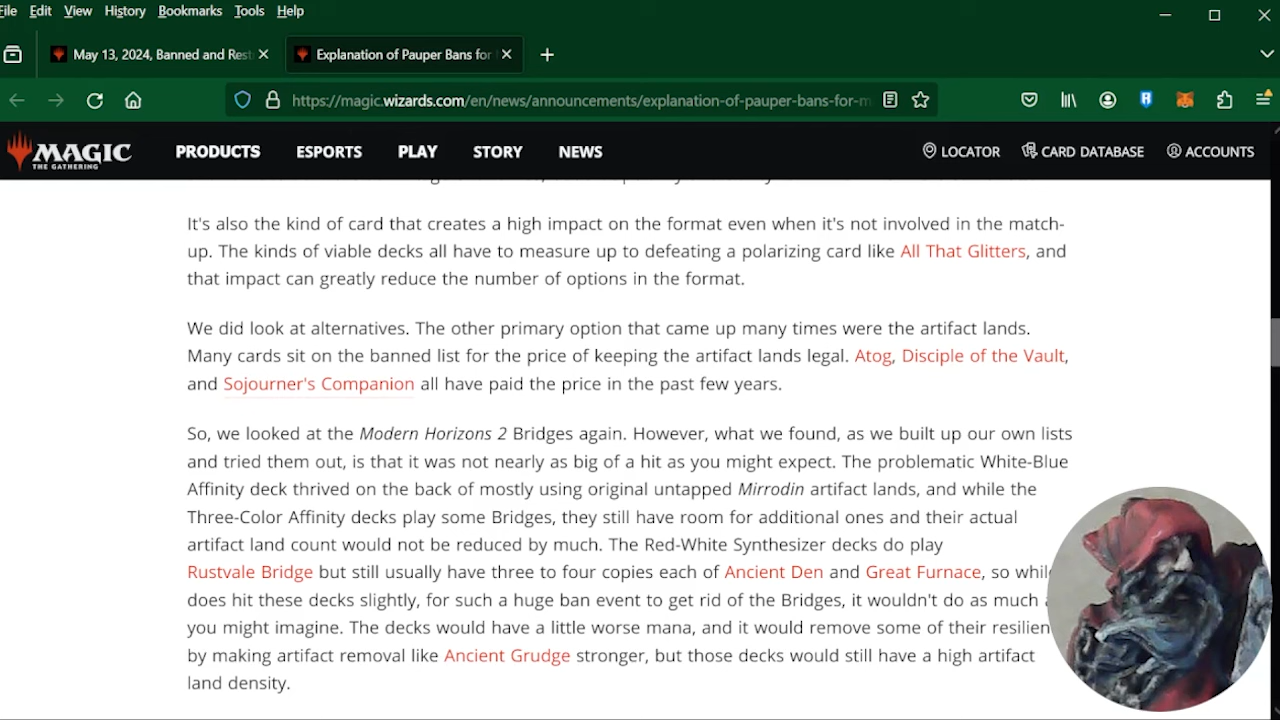 File Edit View History Bookmarks Tools Help
May 13, 2024, Banned and Rest
Explanation of Pauper Bans for
https://magic.wizards.com/en/news/announcements/explanation-of-pauper-bans-for-m
MAGIC
THE GATHERING
PRODUCTS ESPORTS PLAY STORY NEWS
LOCATOR CARD DATABASE ACCOUNTS
It's also the kind of card that creates a high impact on the format even when it's not involved in the match-
up. The kinds of viable decks all have to measure up to defeating a polarizing card like All That Glitters, and
that impact can greatly reduce the number of options in the format.
We did look at alternatives. The other primary option that came up many times were the artifact lands.
Many cards sit on the banned list for the price of keeping the artifact lands legal. Atog, Disciple of the Vault,
and Sojourner's Companion all have paid the price in the past few years.
So, we looked at the Modern Horizons 2 Bridges again. However, what we found, as we built up our own lists
and tried them out, is that it was not nearly as big of a hit as you might expect. The problematic White-Blue
Affinity deck thrived on the back of mostly using original untapped Mirrodin artifact lands, and while the
Three-Color Affinity decks play some Bridges, they still have room for additional ones and their actual
artifact land count would not be reduced by much. The Red-White Synthesizer decks do play
Rustvale Bridge but still usually have three to four copies each of Ancient Den and Great Furnace, so whil
does hit these decks slightly, for such a huge ban event to get rid of the Bridges, it wouldn't do as much
you might imagine. The decks would have a little worse mana, and it would remove some of their resilien
by making artifact removal like Ancient Grudge stronger, but those decks would still have a high artifact
land density.